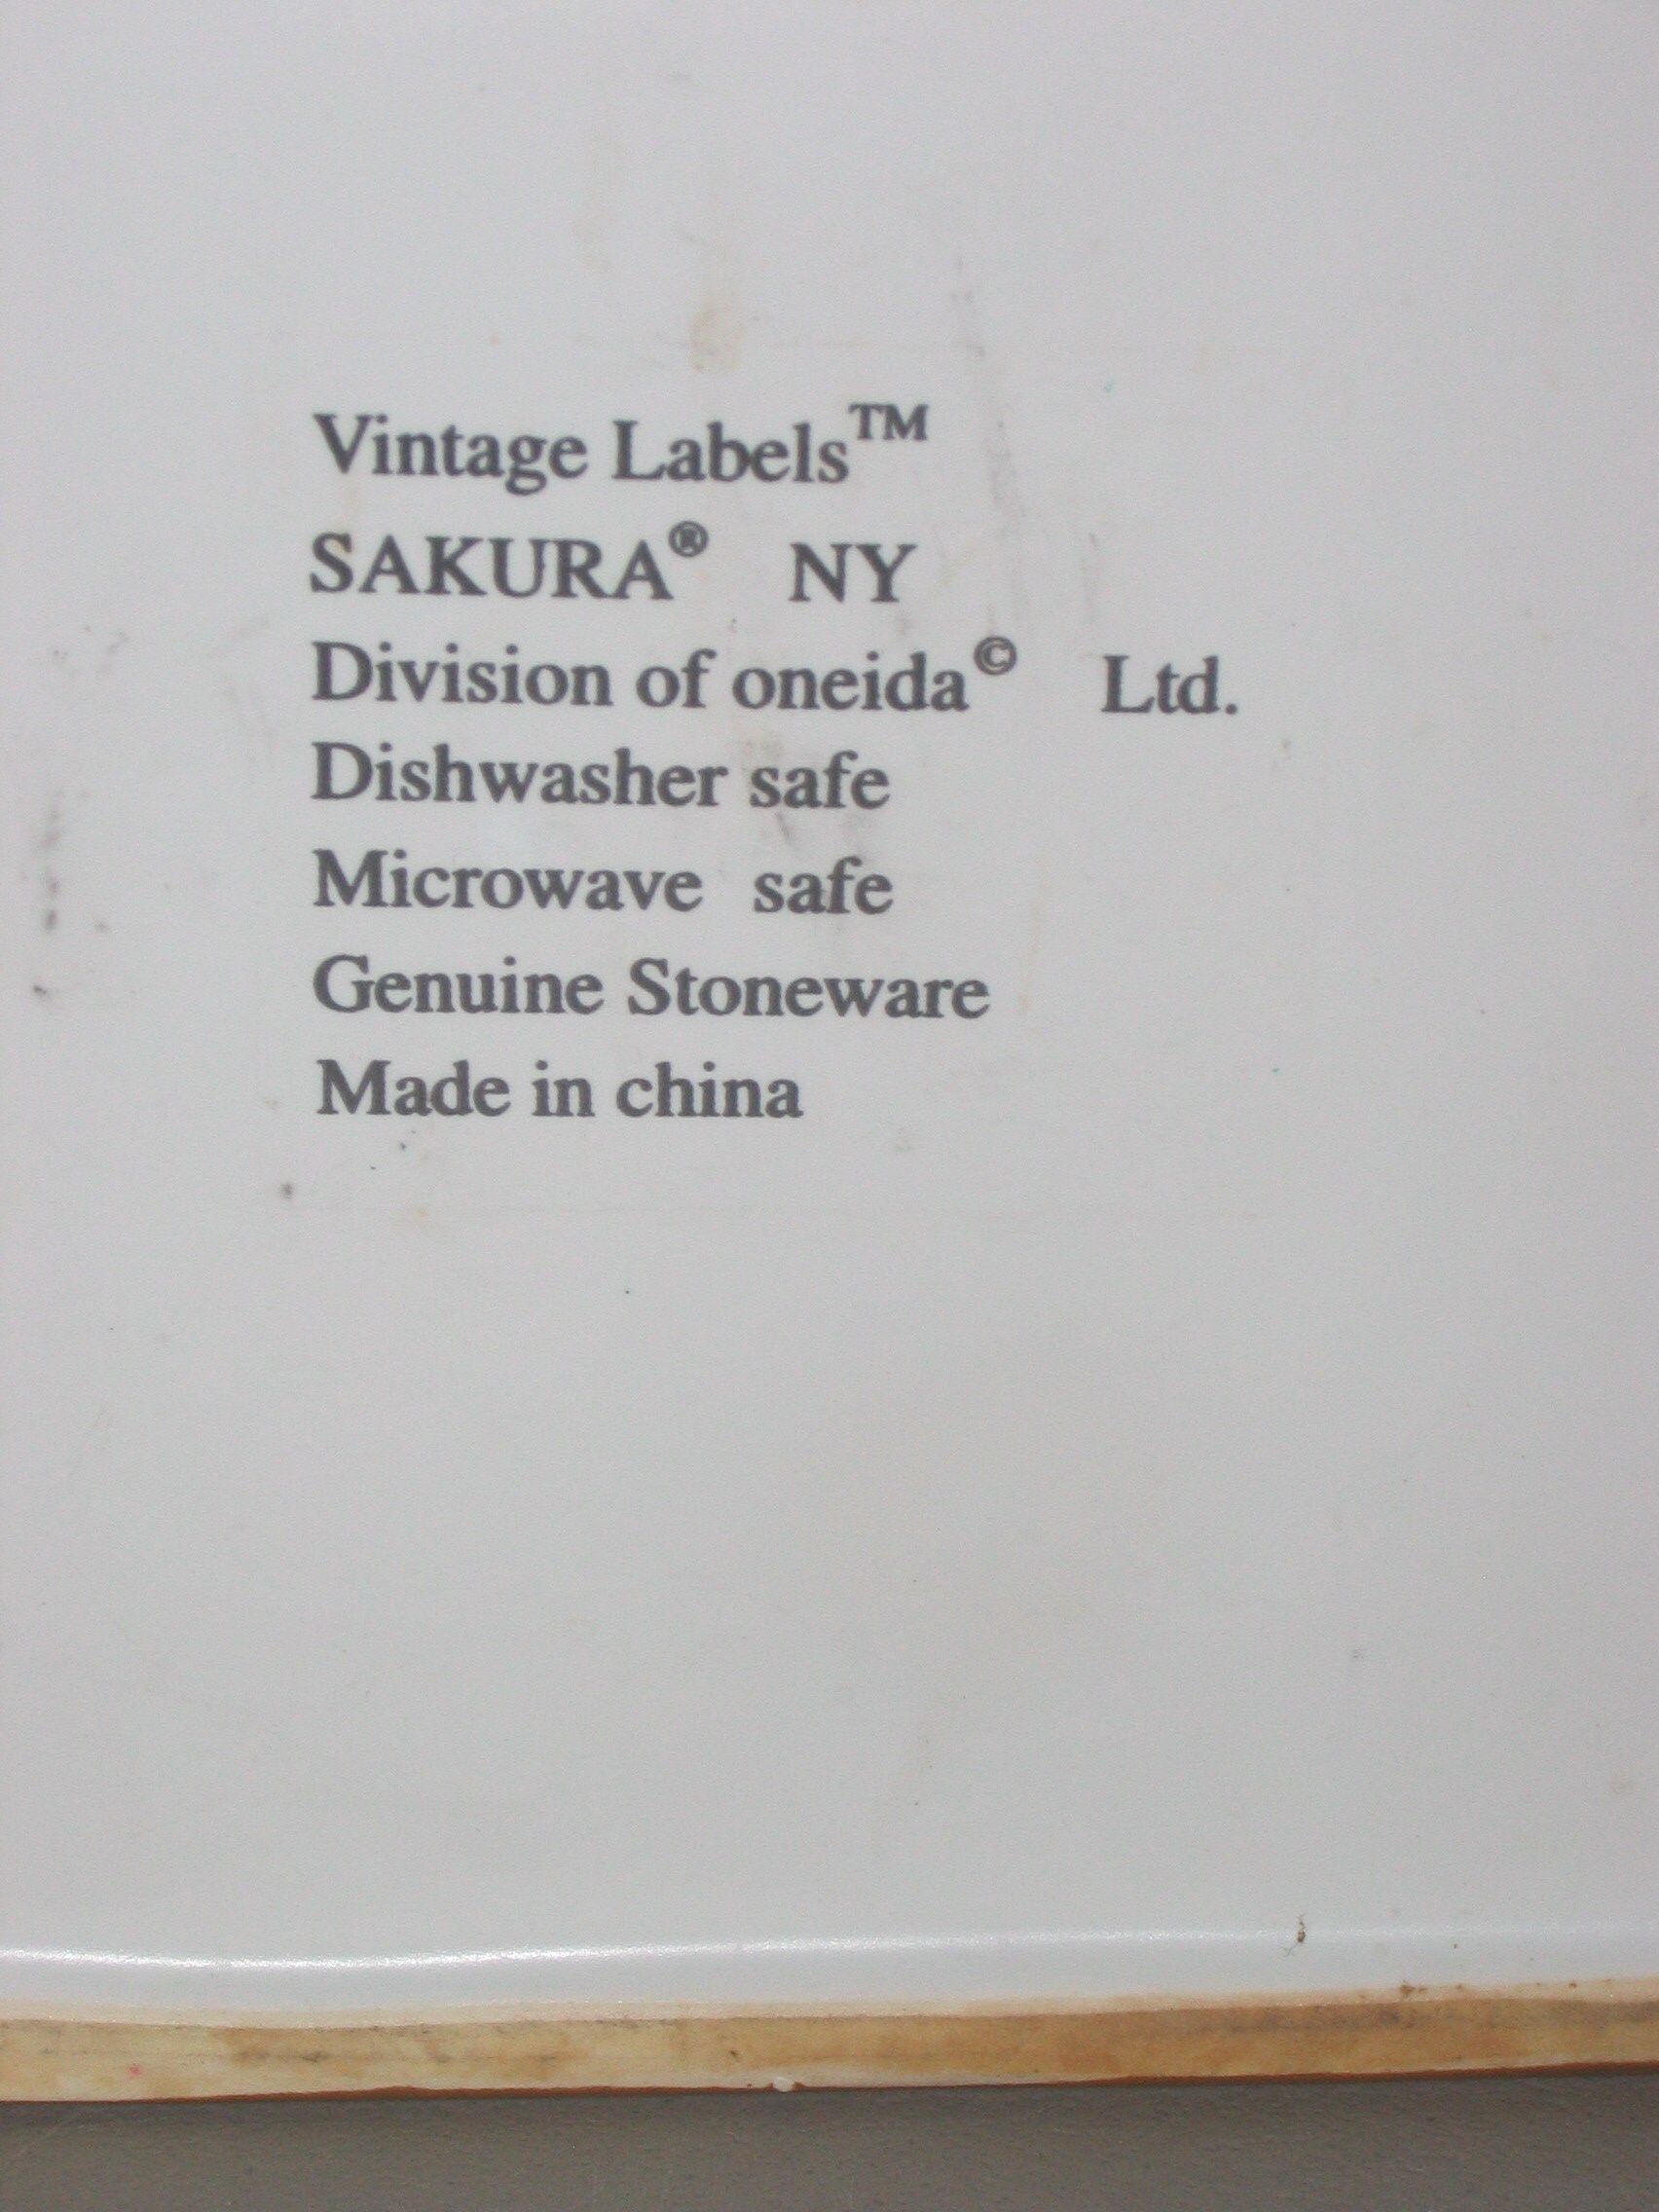 Vintage Labels™
SAKURA® NY
Division of oneida© Ltd.
Dishwasher safe
Microwave safe
Genuine Stoneware
Made in china